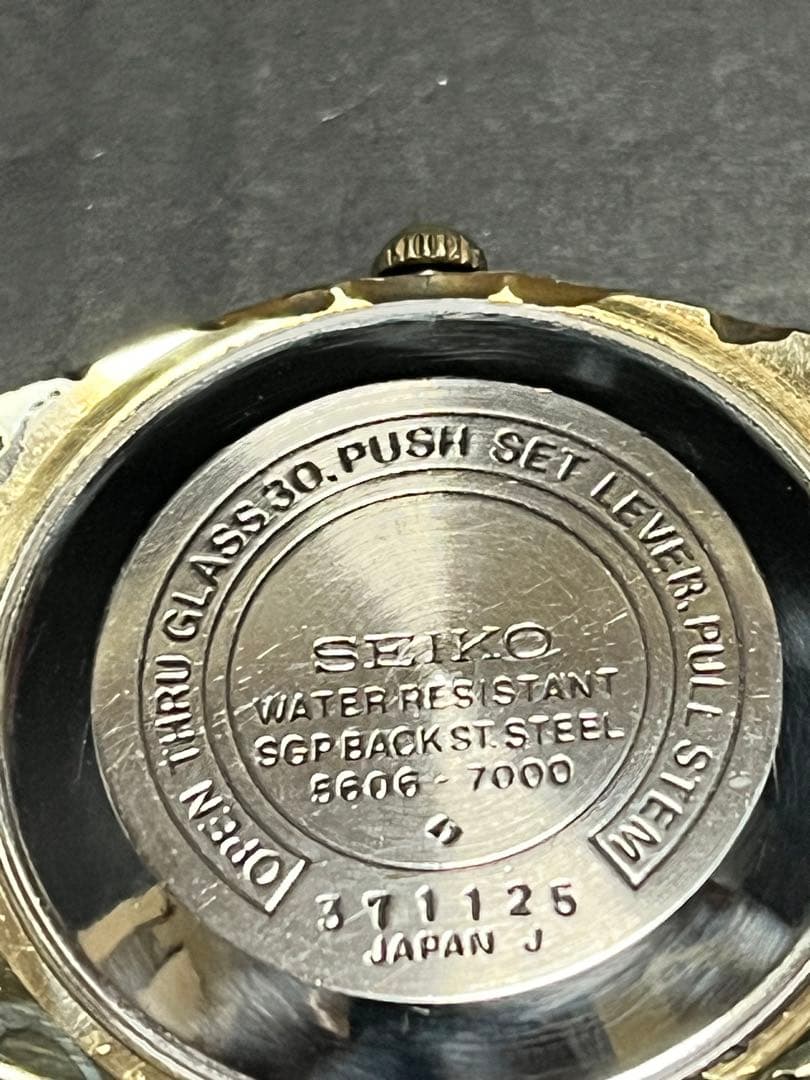 OPEN THRU GLASS.30.PUSH SET LEVER, PULL STEM
SEIKO
WATER RESISTANT
SGP BACK ST. STEEL
5606-7000
371125
JAPAN J